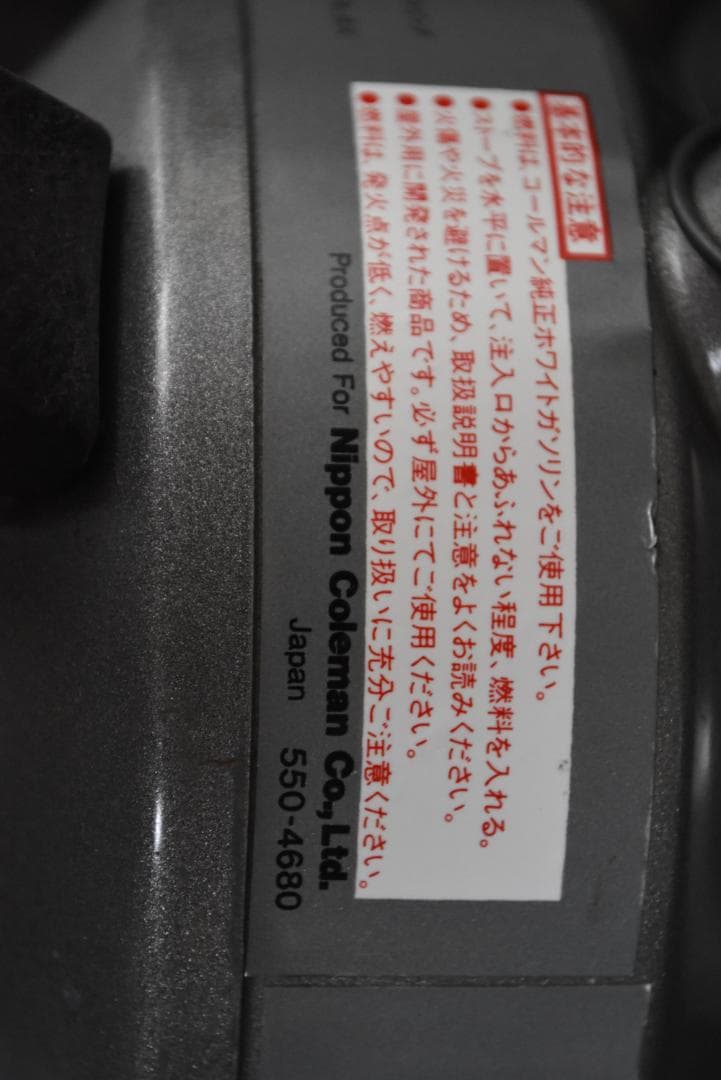 基本的な注意
●燃料は、コールマン純正ホワイトガソリンをご使用下さい。
●ストーブを水平に置いて、注入口からあふれない程度、燃料を入れる。
●火傷や火災を避けるため、取扱説明書と注意をよくお読みください。
●屋外用に開発された商品です。必ず屋外にてご使用ください。
●燃料は、発火点が低く、燃えやすいので、取り扱いに充分ご注意ください。
Produced For Nippon Coleman Co.,Ltd.
Japan 550-4680